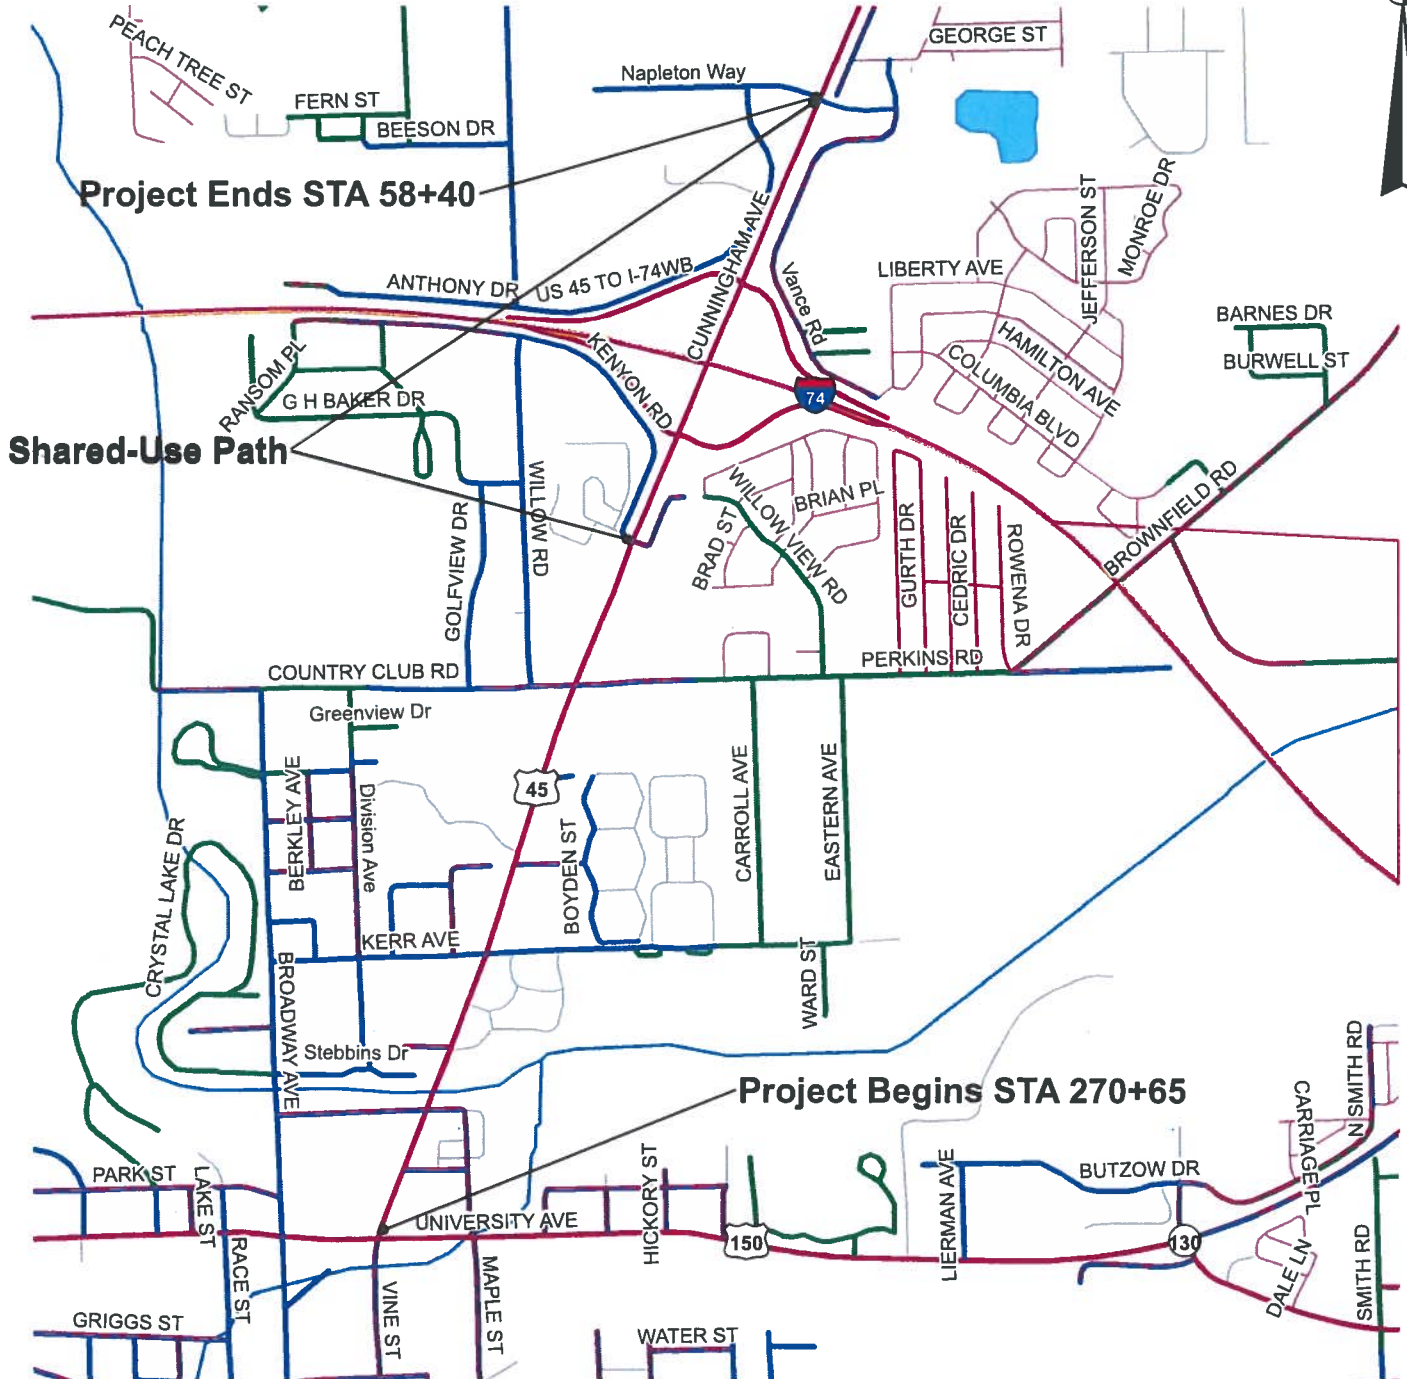 PEACH TREE ST
GEORGE ST
Napleton Way
FERN ST
BEESON DR
Project Ends STA 58+40
JEFFERSON ST
MONROE DR
CUNNINGHAM AVE
ANTHONY DR
US 45 TO I-74WB
Vance Rd
LIBERTY AVE
BARNES DR
BURWELL ST
HAMILTON AVE
COLUMBIA BLVD
RANSOM PL
KENYON RD
74
G H BAKER DR
Shared-Use Path
WILLOW RD
GOLFVIEW DR
WILLOW VIEW RD
BRIAN PL
BRAD ST
GURTH DR
CEDRIC DR
ROWENA DR
BROWNFIELD RD
PERKINS RD
COUNTRY CLUB RD
Greenview Dr
BERKLEY AVE
Division Ave
45
CARROLL AVE
EASTERN AVE
CRYSTAL LAKE DR
BOYDEN ST
KERR AVE
WARD ST
BROADWAY AVE
Stebbins Dr
Project Begins STA 270+65
N SMITH RD
CARRIAGE PL
PARK ST
LAKE ST
HICKORY ST
LIERMAN AVE
BUTZOW DR
UNIVERSITY AVE
150
130
RACE ST
VINE ST
MAPLE ST
DALE LN
SMITH RD
GRIGGS ST
WATER ST